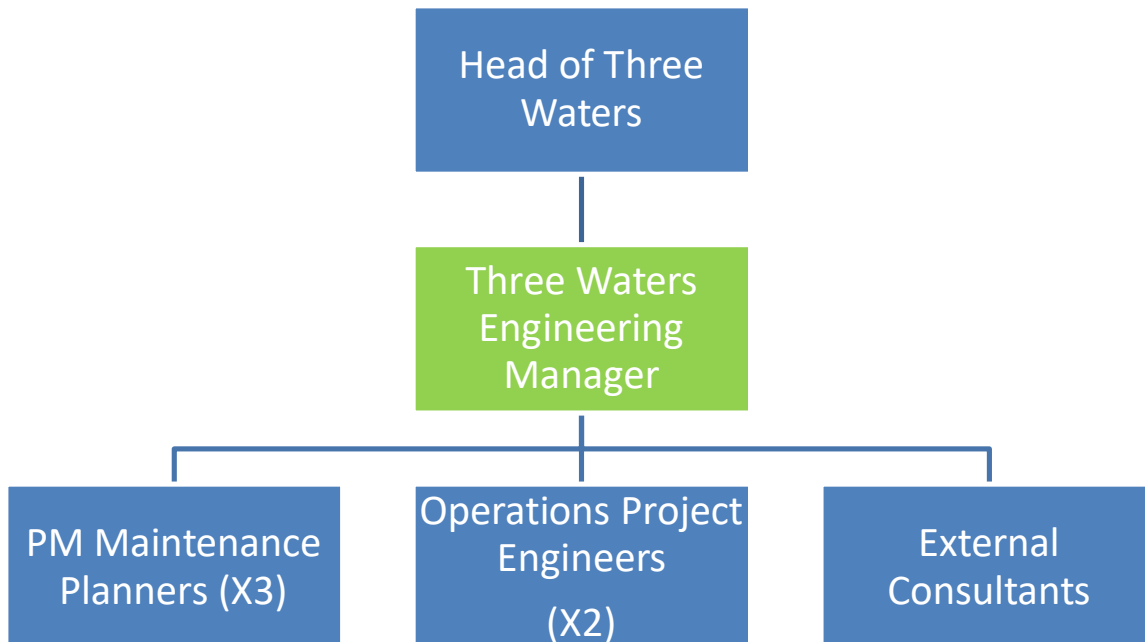 Head of Three
Waters
Three Waters
Engineering
Manager
PM Maintenance
Planners (X3)
Operations Project
Engineers
(X2)
External
Consultants